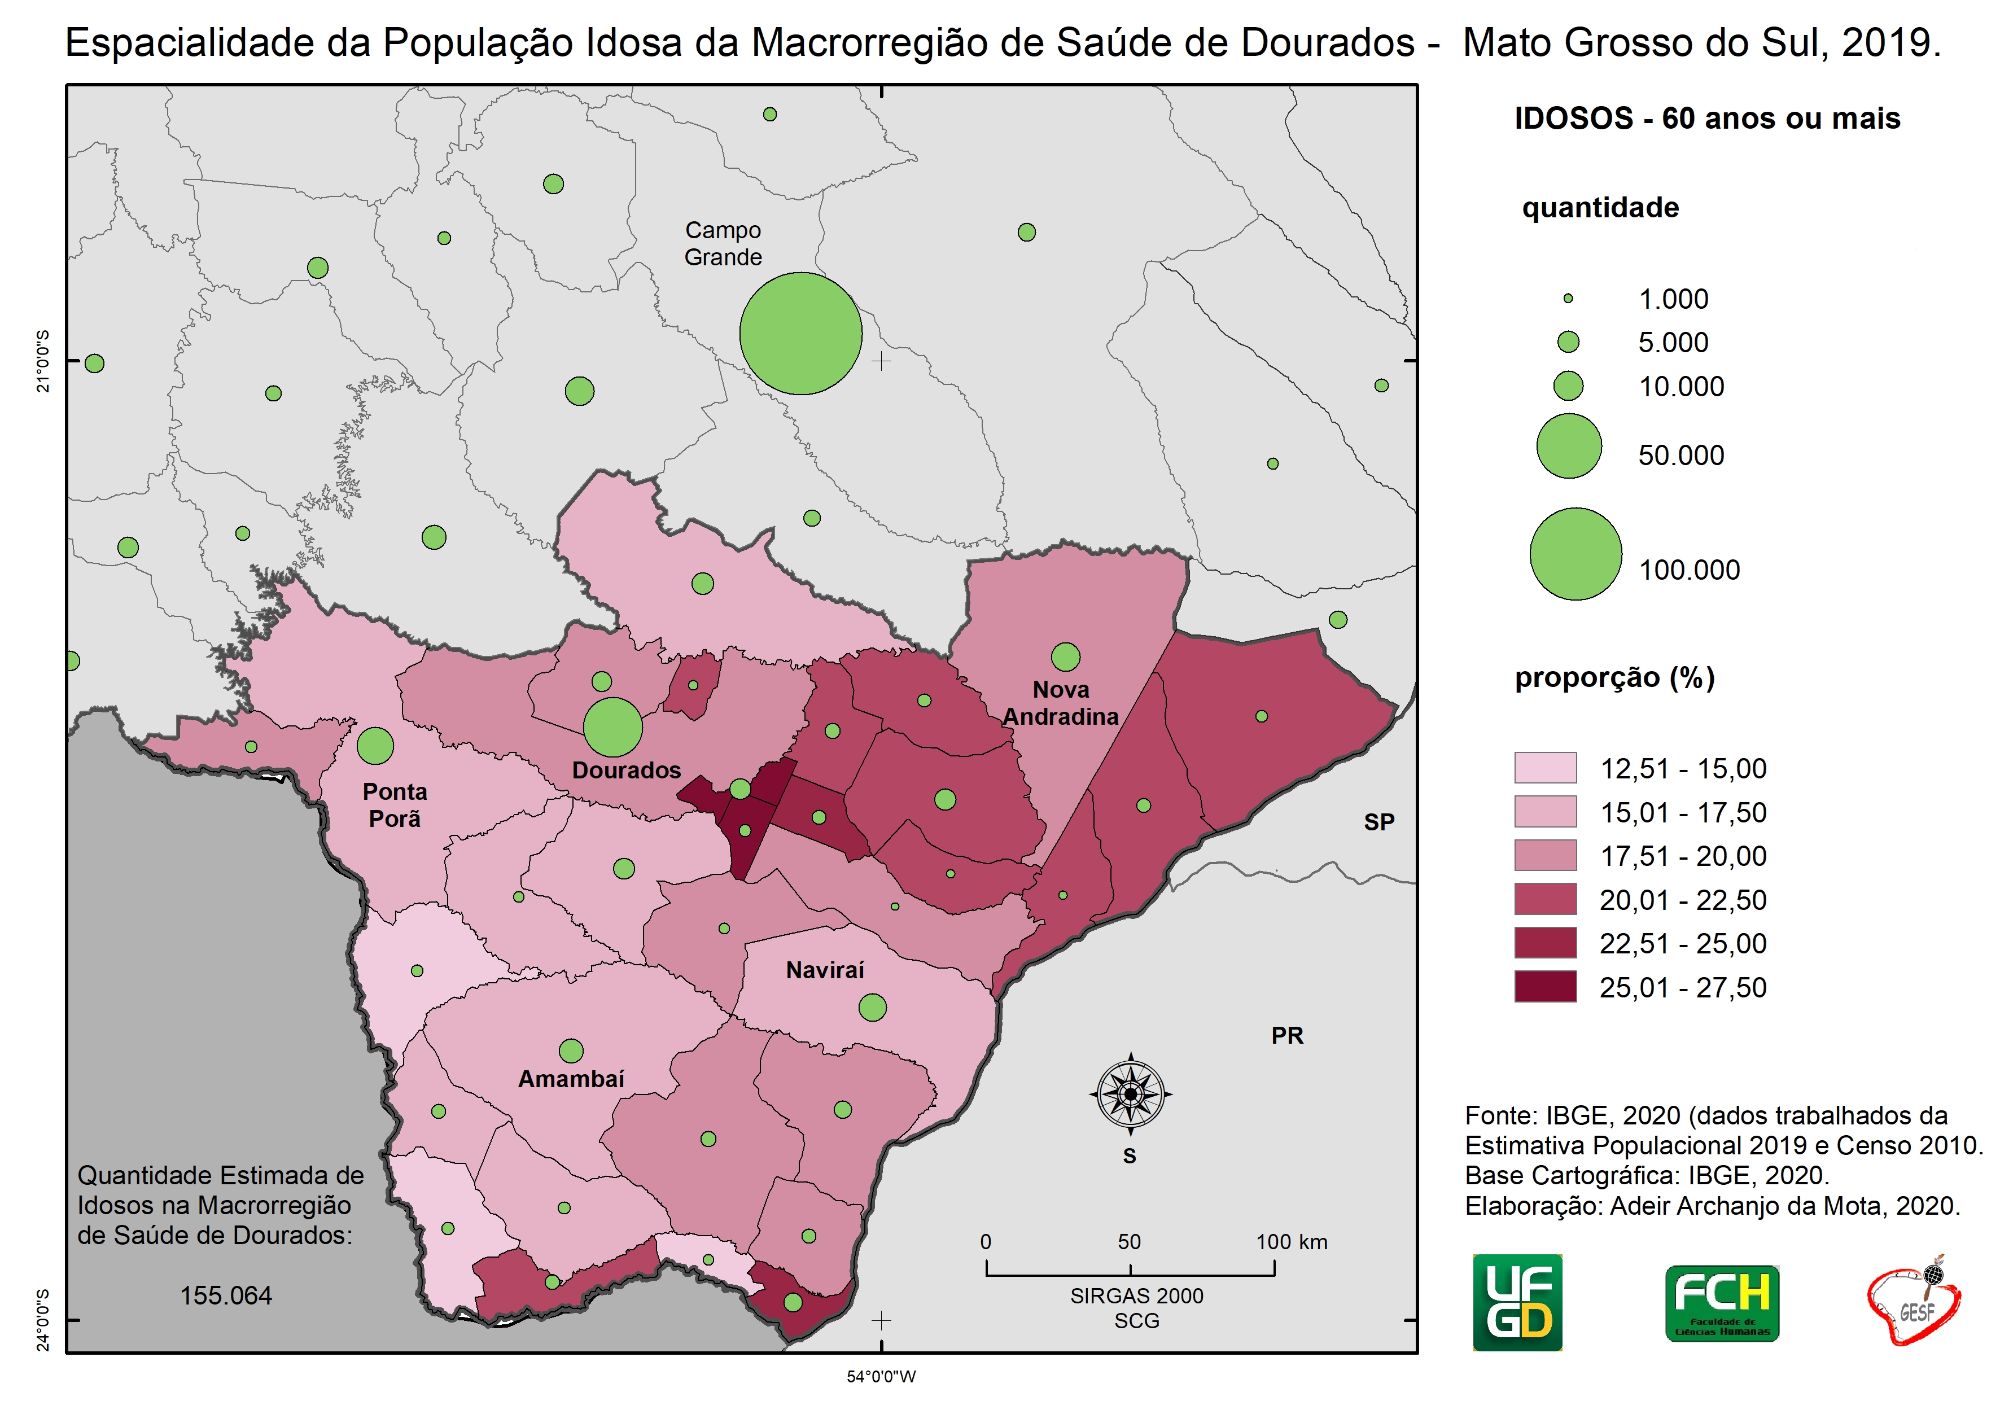 Espacialidade da População Idosa da Macrorregião de Saúde de Dourados - Mato Grosso do Sul, 2019.
IDOSOS - 60 anos ou mais
quantidade
1.000
5.000
10.000
50.000
100.000
proporção (%)
12,51 - 15,00
15,01 - 17,50
17,51 - 20,00
20,01 - 22,50
22,51 - 25,00
25,01 - 27,50
Campo
Grande
21°0'0"S
Nova
Andradina
Dourados
Ponta
Porã
SP
Naviraí
PR
Amambaí
S
Quantidade Estimada de
Idosos na Macrorregião
de Saúde de Dourados:
155.064
0 50 100 km
SIRGAS 2000
SCG
24°0'0"S
54°0'0"W
Fonte: IBGE, 2020 (dados trabalhados da
Estimativa Populacional 2019 e Censo 2010.
Base Cartográfica: IBGE, 2020.
Elaboração: Adeir Archanjo da Mota, 2020.
UF
GD
FCH
Faculdade de
Ciências Humanas
GESF